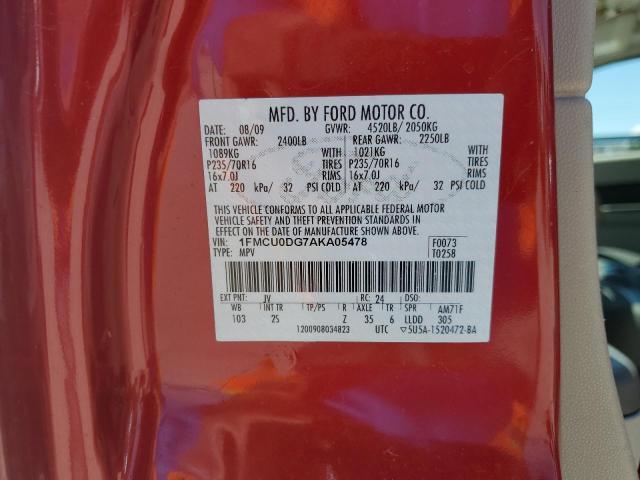 MFD. BY FORD MOTOR CO.
DATE: 08/09 GVWR: 4520LB/ 2050KG
FRONT GAWR: 2400LB REAR GAWR: 2250LB
1089KG WITH 1021KG WITH
P235/70R16 TIRES P235/70R16 TIRES
16x7.0J RIMS 16x7.0J RIMS
AT 220 kPa/ 32 PSI COLD AT 220 kPa/ 32 PSI COLD
THIS VEHICLE CONFORMS TO ALL APPLICABLE FEDERAL MOTOR
VEHICLE SAFETY AND THEFT PREVENTION STANDARDS IN
EFFECT ON THE DATE OF MANUFACTURE SHOWN ABOVE.
VIN: 1FMCU0DG7AKA05478 F0073
TYPE: MPV T0258
EXT PNT: JV RC: 24 DSO:
WB INT TR TP/PS R AXLE TR SPR AM71F
103 25 Z 35 6 LLDD 305
1200908034823 UTC ▽5U5A-1520472-BA